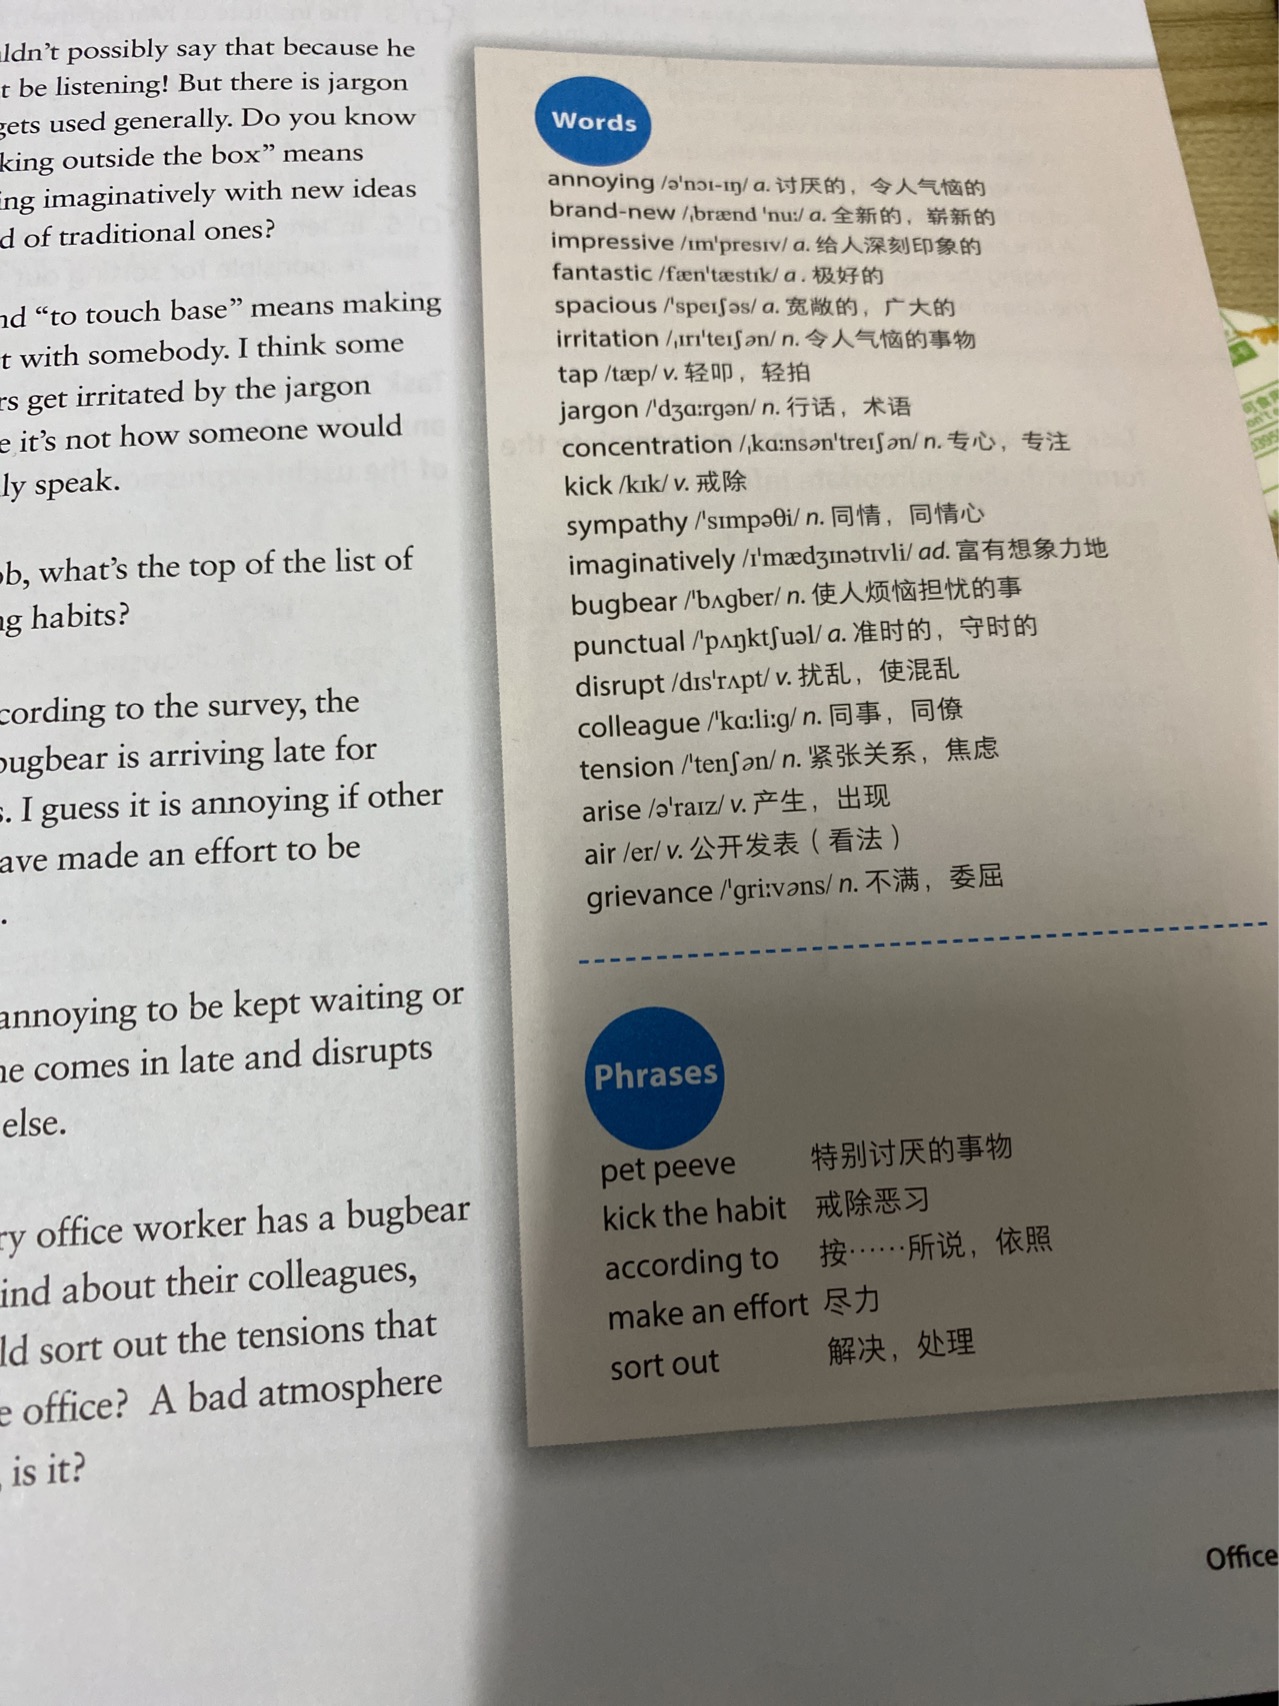 possibly say that because he
be listening! But there is jargon
gets used generally. Do you know
outside the box” means
imaginatively with new ideas
of traditional ones?
“to touch base” means making
with somebody. I think some
get irritated by the jargon
it’s not how someone would
speak.
what’s the top of the list of
habits?
to the survey, the
bugbear is arriving late for
I guess it is annoying if other
made an effort to be
annoying to be kept waiting or
comes in late and disrupts
else.
office worker has a bugbear
about their colleagues,
sort out the tensions that
office? A bad atmosphere
is it?
Words
annoying /ə'nɔɪ-ɪŋ/ a. 讨厌的，令人气恼的
brand-new /ˌbrænd 'nuː/ a. 全新的，崭新的
impressive /ɪm'presɪv/ a. 给人深刻印象的
fantastic /fæn'tæstɪk/ a. 极好的
spacious /'speɪʃəs/ a. 宽敞的，广大的
irritation /ˌɪrɪ'teɪʃən/ n. 令人气恼的事物
tap /tæp/ v. 轻叩，轻拍
jargon /'dʒɑːrgən/ n. 行话，术语
concentration /ˌkɑːnsən'treɪʃən/ n. 专心，专注
kick /kɪk/ v. 戒除
sympathy /'sɪmpəθi/ n. 同情，同情心
imaginatively /ɪ'mædʒɪnətɪvli/ ad. 富有想象力地
bugbear /'bʌgber/ n. 使人烦恼担忧的事
punctual /'pʌŋktʃuəl/ a. 准时的，守时的
disrupt /dɪs'rʌpt/ v. 扰乱，使混乱
colleague /'kɑːliːg/ n. 同事，同僚
tension /'tenʃən/ n. 紧张关系，焦虑
arise /ə'raɪz/ v. 产生，出现
air /er/ v. 公开发表（看法）
grievance /'griːvəns/ n. 不满，委屈
Phrases
pet peeve 特别讨厌的事物
kick the habit 戒除恶习
according to 按……所说，依照
make an effort 尽力
sort out 解决，处理
Office